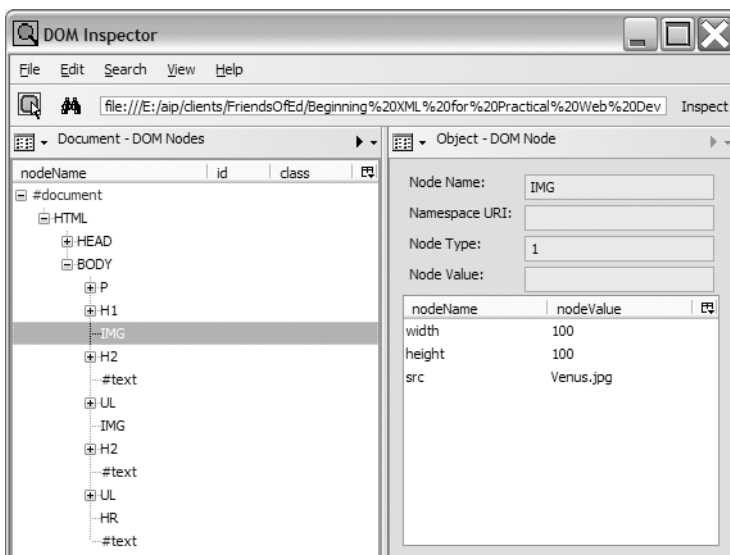 DOM Inspector
File Edit Search View Help
file:///E:/aip/clients/FriendsOfEd/Beginning%20XML%20for%20Practical%20Web%20Dev Inspect
Document - DOM Nodes
nodeName id class
#document
HTML
HEAD
BODY
P
H1
IMG
H2
#text
UL
IMG
H2
#text
UL
HR
#text
Object - DOM Node
Node Name: IMG
Namespace URI:
Node Type: 1
Node Value:
nodeName nodeValue
width 100
height 100
src Venus.jpg